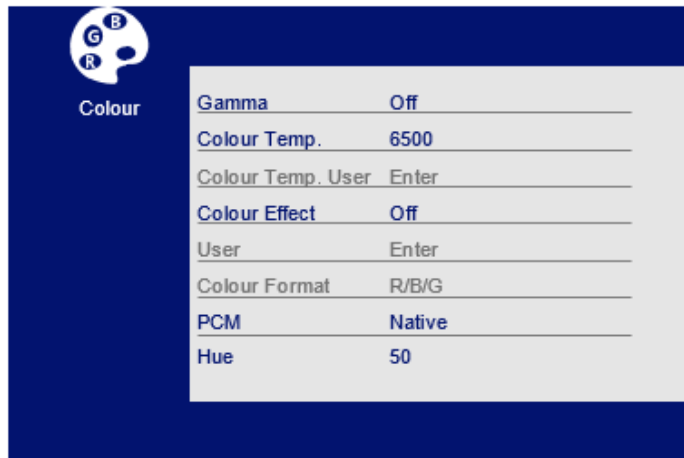 B
G
R
Colour
Gamma Off
Colour Temp. 6500
Colour Temp. User Enter
Colour Effect Off
User Enter
Colour Format R/B/G
PCM Native
Hue 50